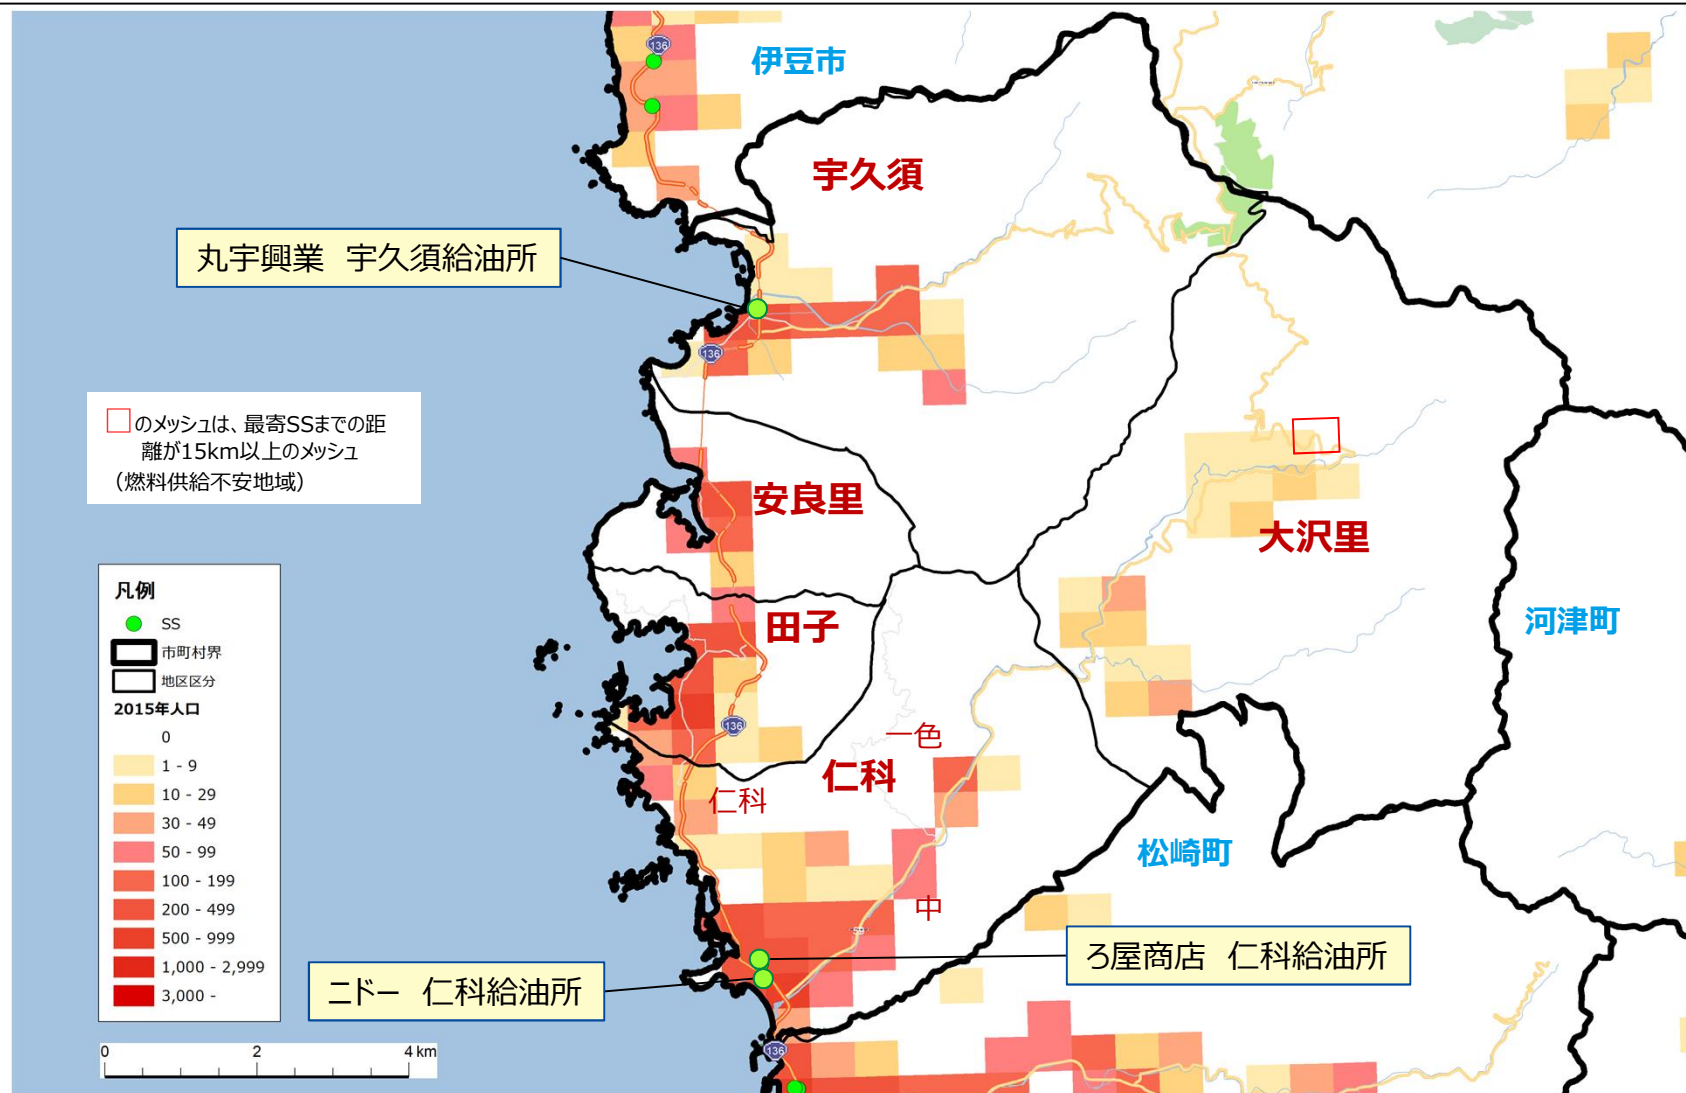 136
伊豆市
宇久須
丸宇興業　宇久須給油所
136
□のメッシュは、最寄SSまでの距
離が15km以上のメッシュ
（燃料供給不安地域）
安良里
大沢里
凡例
SS
市町村界
地区区分
2015年人口
0
1 - 9
10 - 29
30 - 49
50 - 99
100 - 199
200 - 499
500 - 999
1,000 - 2,999
3,000 -
田子
河津町
136
一色
仁科
仁科
松崎町
中
ろ屋商店　仁科給油所
ニドー　仁科給油所
136
0 2 4 km